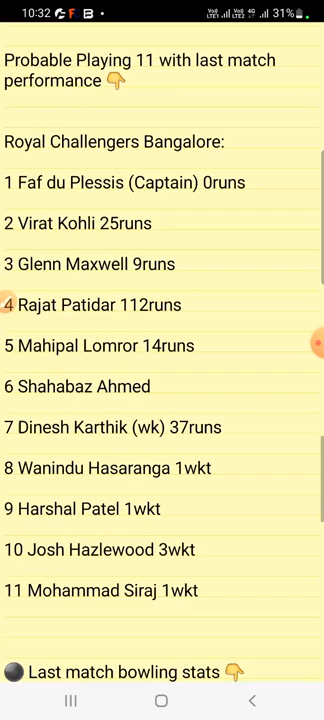 10:32 31%
Probable Playing 11 with last match
performance 👇
Royal Challengers Bangalore:
1 Faf du Plessis (Captain) 0runs
2 Virat Kohli 25runs
3 Glenn Maxwell 9runs
4 Rajat Patidar 112runs
5 Mahipal Lomror 14runs
6 Shahabaz Ahmed
7 Dinesh Karthik (wk) 37runs
8 Wanindu Hasaranga 1wkt
9 Harshal Patel 1wkt
10 Josh Hazlewood 3wkt
11 Mohammad Siraj 1wkt
⚫ Last match bowling stats 👇